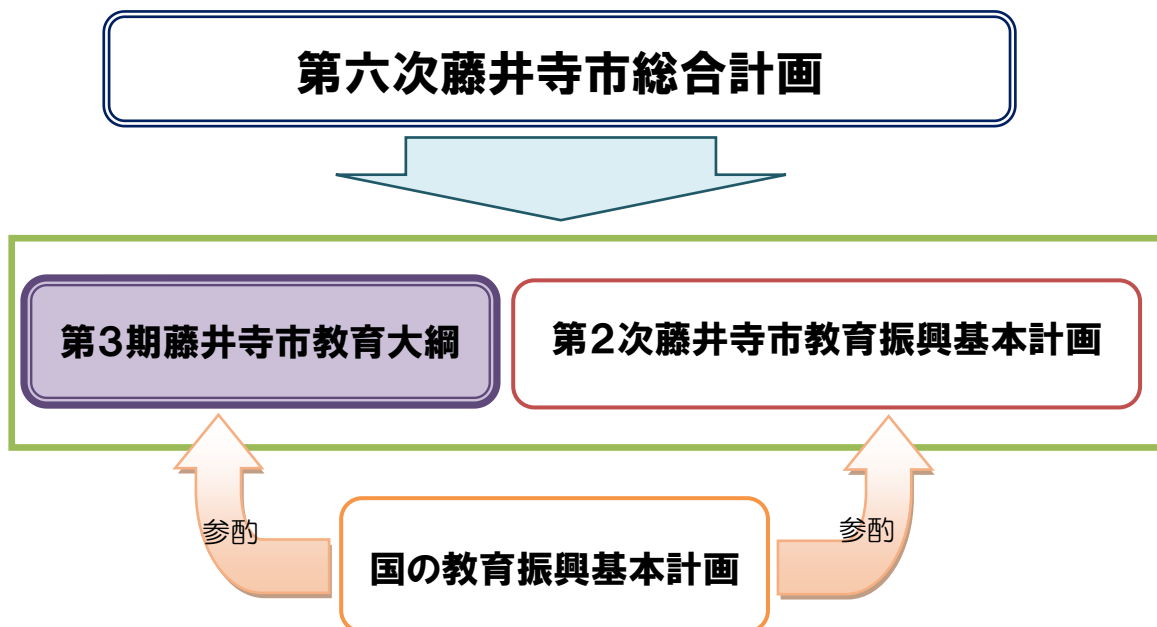 第六次藤井寺市総合計画
第3期藤井寺市教育大綱
第2次藤井寺市教育振興基本計画
参酌
参酌
国の教育振興基本計画